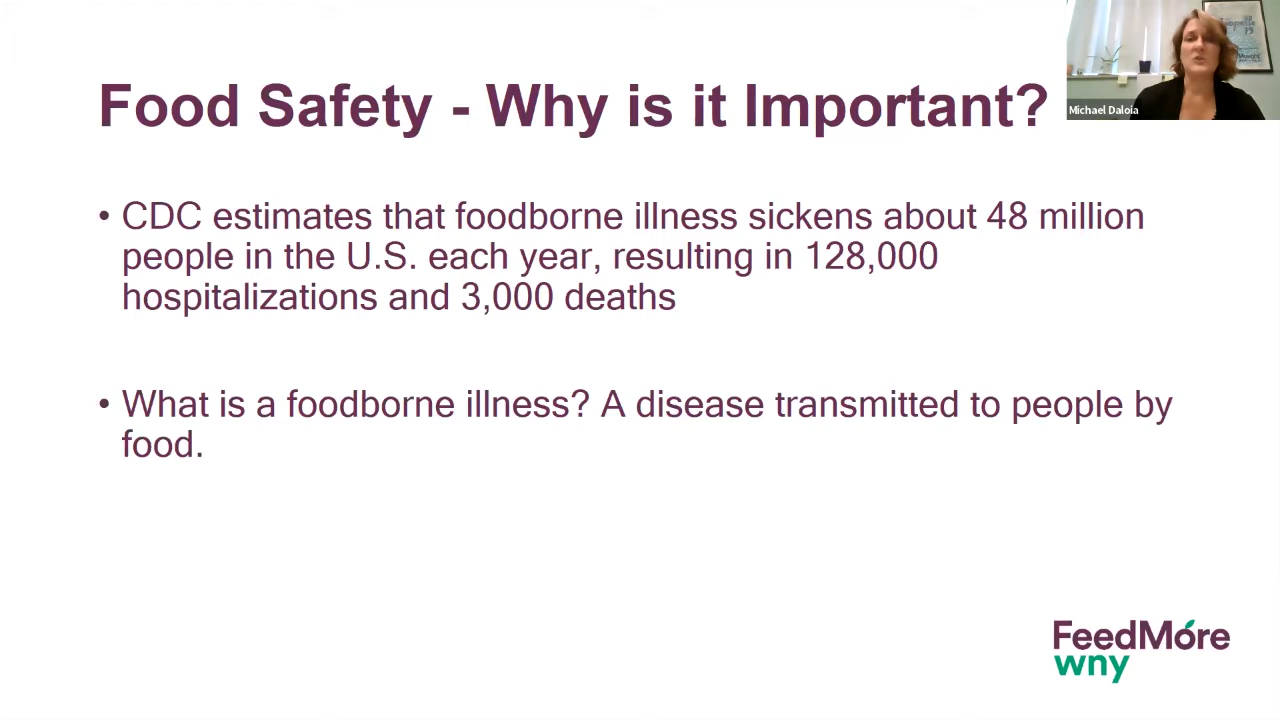 Food Safety - Why is it Important?
Michael Daloia
• CDC estimates that foodborne illness sickens about 48 million
people in the U.S. each year, resulting in 128,000
hospitalizations and 3,000 deaths
• What is a foodborne illness? A disease transmitted to people by
food.
FeedMore
wny